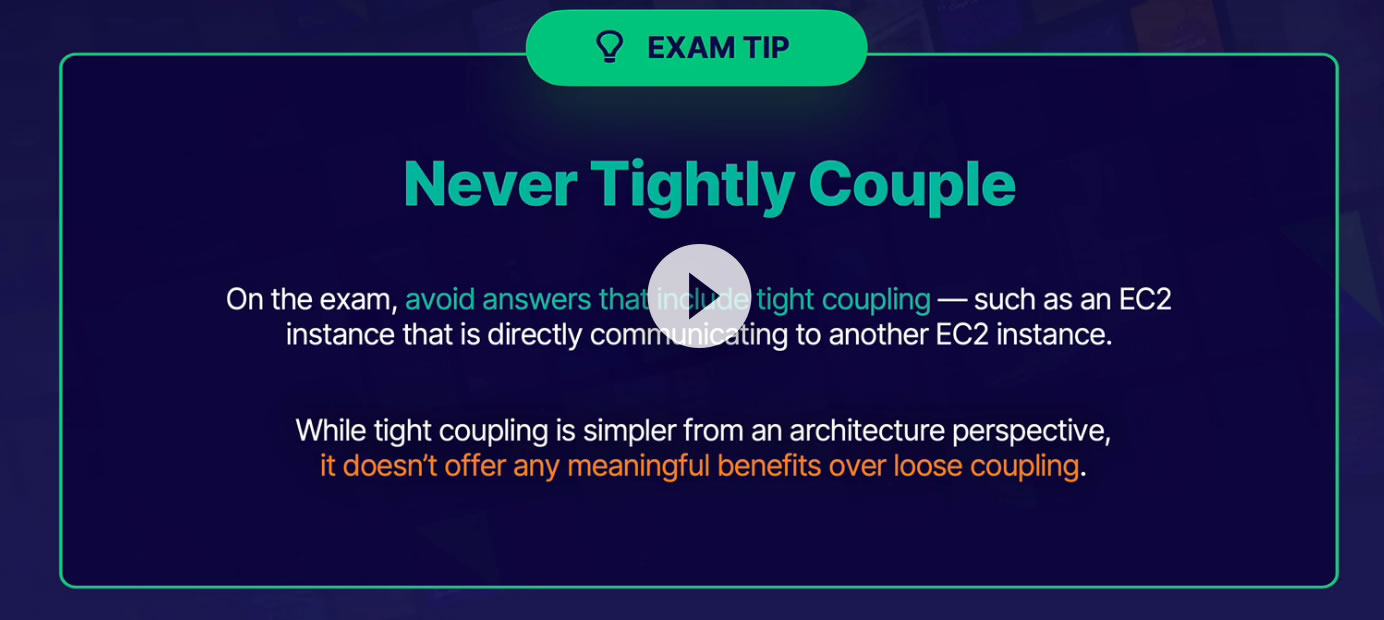 EXAM TIP
Never Tightly Couple
On the exam, avoid answers that include tight coupling — such as an EC2
instance that is directly communicating to another EC2 instance.
While tight coupling is simpler from an architecture perspective,
it doesn’t offer any meaningful benefits over loose coupling.